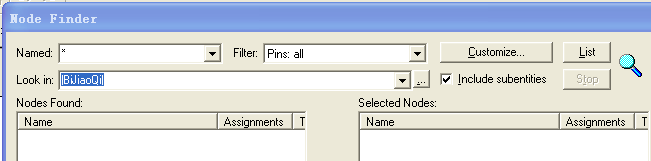 Node Finder
Named: * Filter: Pins: all Customize... List
Look in: |BiJiaoQi| ... Include subentities Stop
Nodes Found: Selected Nodes:
Name Assignments T Name Assignments T